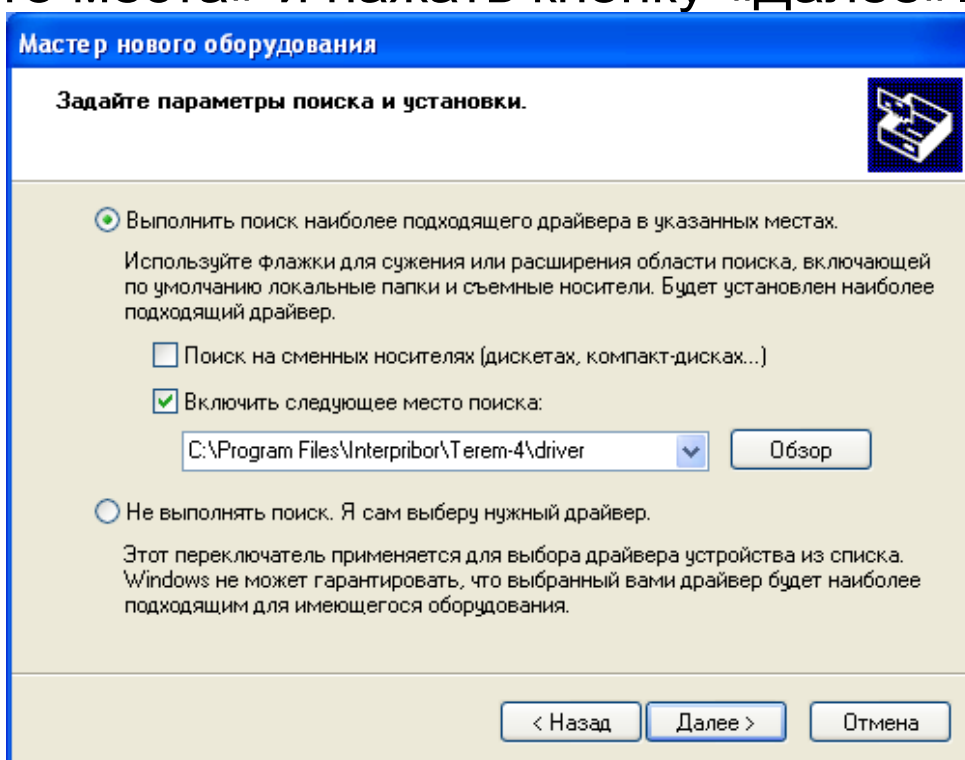 места» и нажать кнопку «Далее»
Мастер нового оборудования
Задайте параметры поиска и установки.
Выполнить поиск наиболее подходящего драйвера в указанных местах.
Используйте флажки для сужения или расширения области поиска, включающей
по умолчанию локальные папки и съемные носители. Будет установлен наиболее
подходящий драйвер.
Поиск на сменных носителях (дискетах, компакт-дисках...)
Включить следующее место поиска:
C:\Program Files\Interpribor\Terem-4\driver
Обзор
Не выполнять поиск. Я сам выберу нужный драйвер.
Этот переключатель применяется для выбора драйвера устройства из списка.
Windows не может гарантировать, что выбранный вами драйвер будет наиболее
подходящим для имеющегося оборудования.
< Назад
Далее >
Отмена